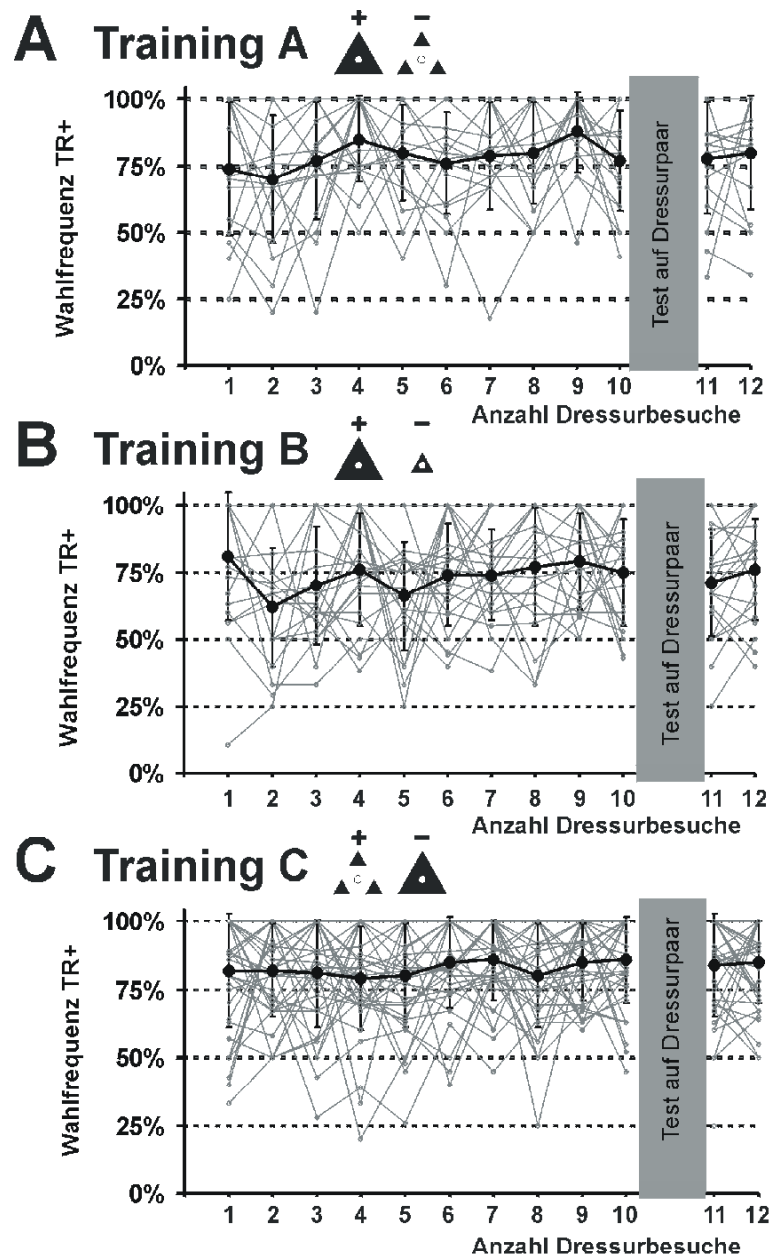 A Training A + −
100%
75%
50%
25%
0%
Wahlfrequenz TR+
Test auf Dressurpaar
1 2 3 4 5 6 7 8 9 10 11 12
Anzahl Dressurbesuche
B Training B + −
100%
75%
50%
25%
0%
Wahlfrequenz TR+
Test auf Dressurpaar
1 2 3 4 5 6 7 8 9 10 11 12
Anzahl Dressurbesuche
C Training C + −
100%
75%
50%
25%
0%
Wahlfrequenz TR+
Test auf Dressurpaar
1 2 3 4 5 6 7 8 9 10 11 12
Anzahl Dressurbesuche